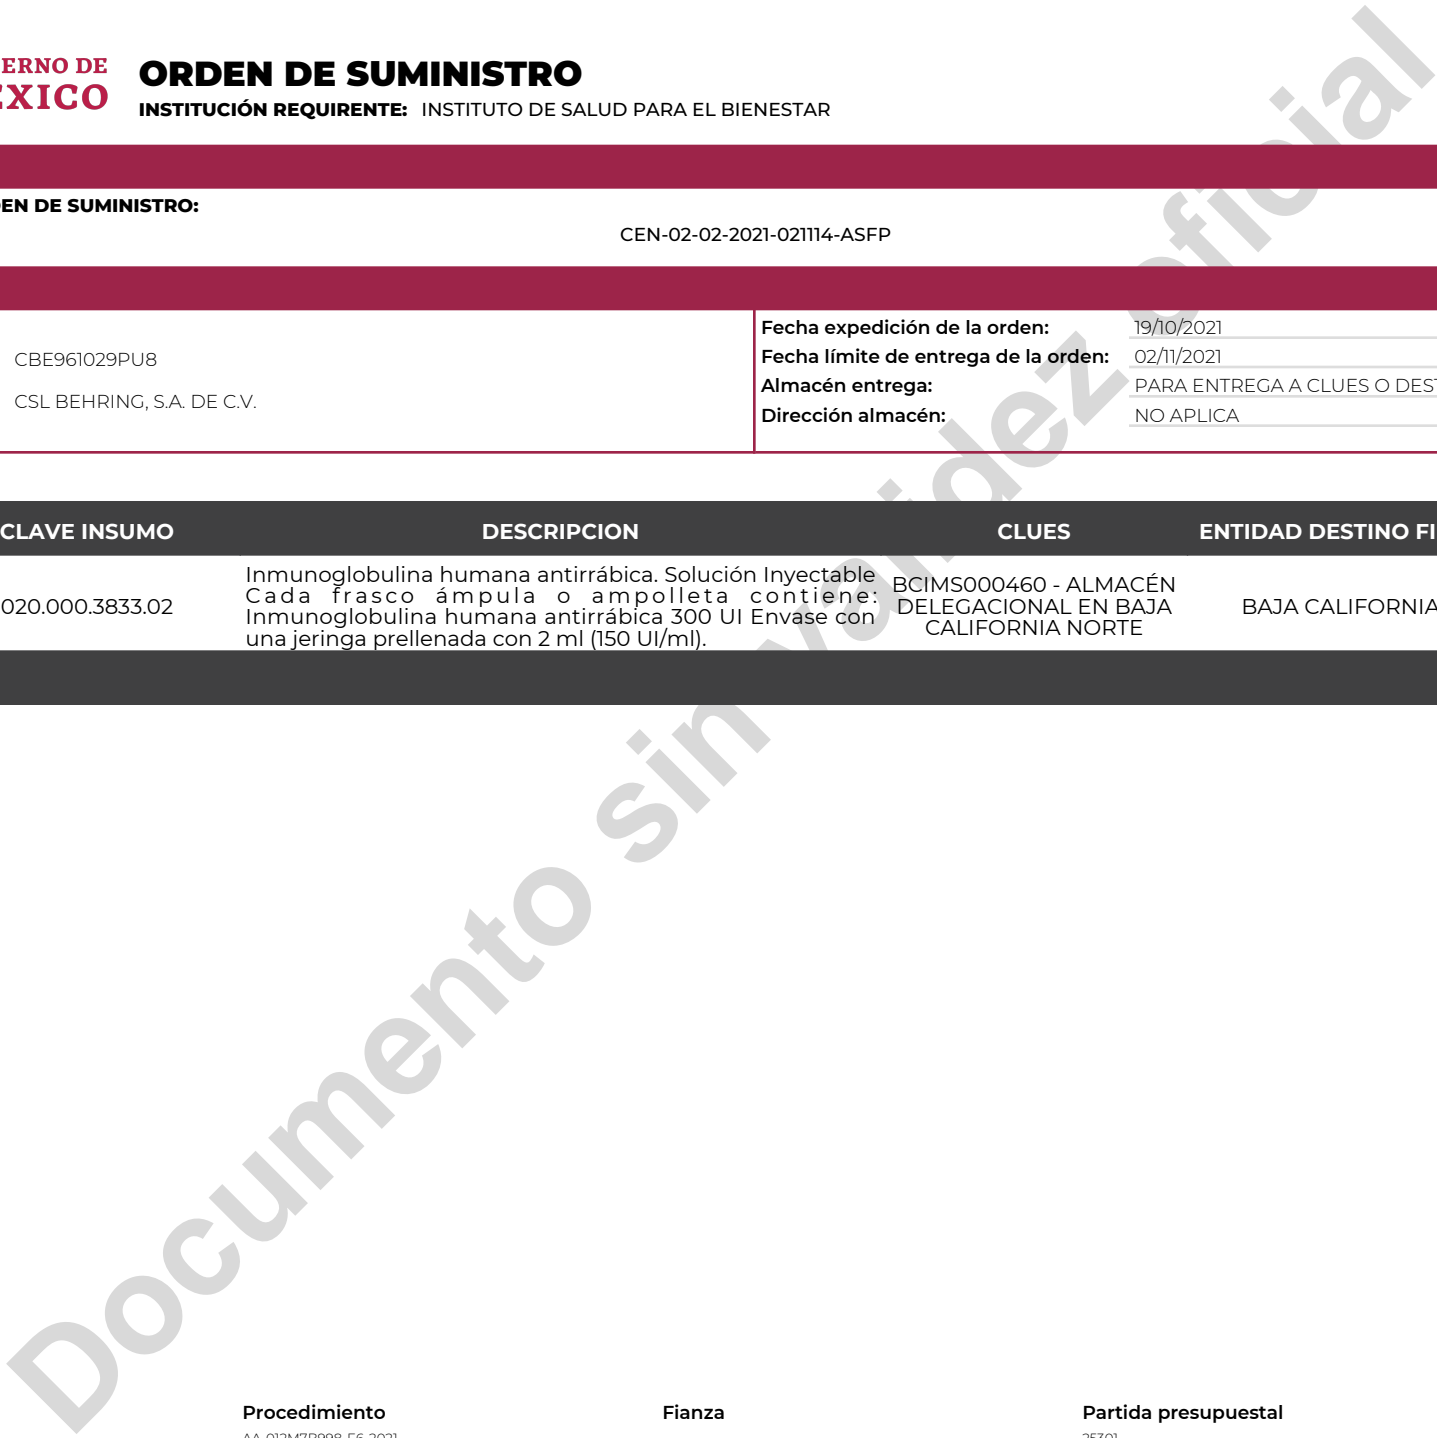 ERNO DE
ORDEN DE SUMINISTRO
EXICO
INSTITUCIÓN REQUIRENTE: INSTITUTO DE SALUD PARA EL BIENESTAR
EN DE SUMINISTRO:
CEN-02-02-2021-021114-ASFP
CBE961029PU8
CSL BEHRING, S.A. DE C.V.
Fecha expedición de la orden: 19/10/2021
Fecha límite de entrega de la orden: 02/11/2021
Almacén entrega: PARA ENTREGA A CLUES O DEST
Dirección almacén: NO APLICA
CLAVE INSUMO DESCRIPCION CLUES ENTIDAD DESTINO FI
020.000.3833.02
Inmunoglobulina humana antirrábica. Solución Inyectable
Cada frasco ámpula o ampolleta contiene:
Inmunoglobulina humana antirrábica 300 UI Envase con
una jeringa prellenada con 2 ml (150 UI/ml).
BCIMS000460 - ALMACÉN
DELEGACIONAL EN BAJA
CALIFORNIA NORTE
BAJA CALIFORNIA
Documento sin validez oficial
Procedimiento Fianza Partida presupuestal